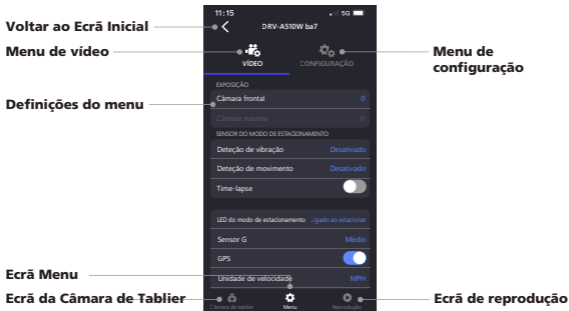 11:15
5G
Voltar ao Ecrã Inicial
DRV-A510W ba7
Menu de vídeo
Menu de
configuração
VÍDEO
CONFIGURAÇÃO
EXPOSIÇÃO
Definições do menu
Câmara frontal 0
Câmara traseira 0
SENSOR DO MODO DE ESTACIONAMENTO
Deteção de vibração Desativado
Deteção de movimento Desativado
Time-lapse
LED do modo de estacionamento Ligado ao estacionar
Sensor G Médio
GPS
Ecrã Menu
Unidade de velocidade MPH
Ecrã da Câmara de Tablier
Câmara de tablier
Menu
Reprodução
Ecrã de reprodução